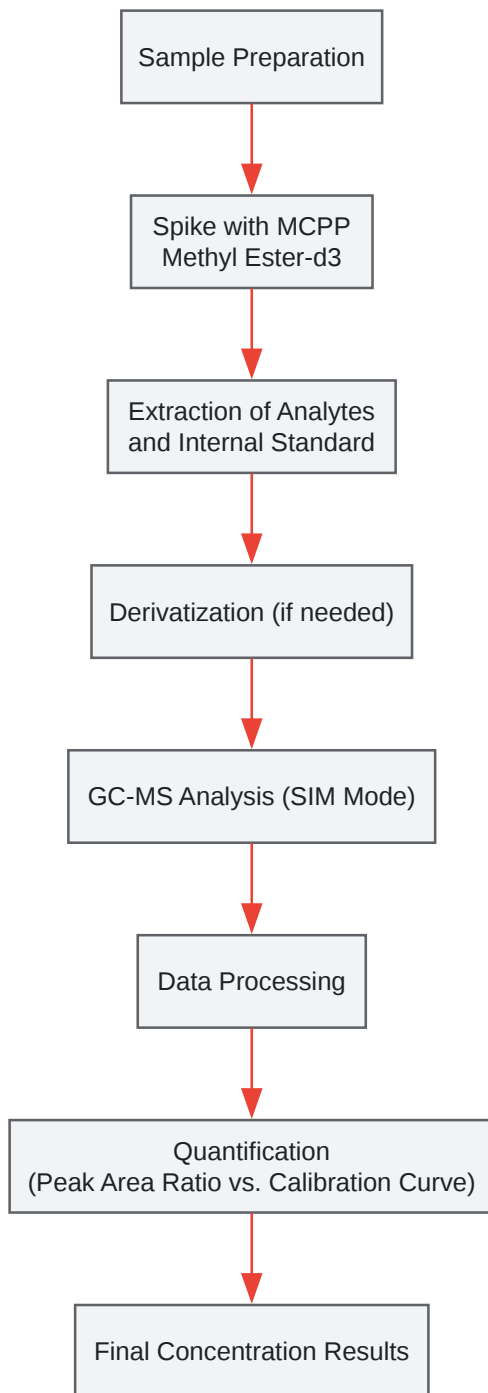 Sample Preparation
Spike with MCPP
Methyl Ester-d3
Extraction of Analytes
and Internal Standard
Derivatization (if needed)
GC-MS Analysis (SIM Mode)
Data Processing
Quantification
(Peak Area Ratio vs. Calibration Curve)
Final Concentration Results